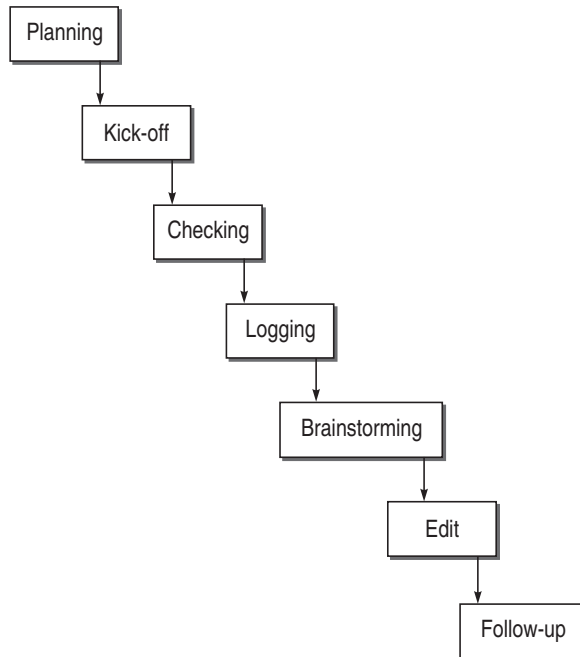 Planning
Kick-off
Checking
Logging
Brainstorming
Edit
Follow-up